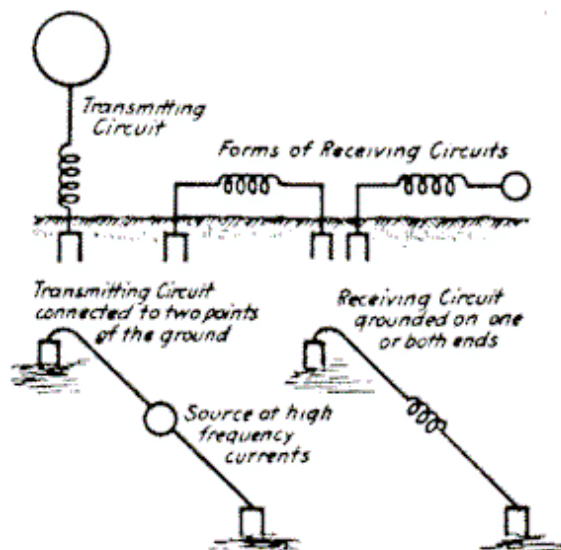 Transmitting
Circuit
Forms of Receiving Circuits
Transmitting Circuit
connected to two points
of the ground
Receiving Circuit
grounded on one
or both ends
Source of high
frequency
currents